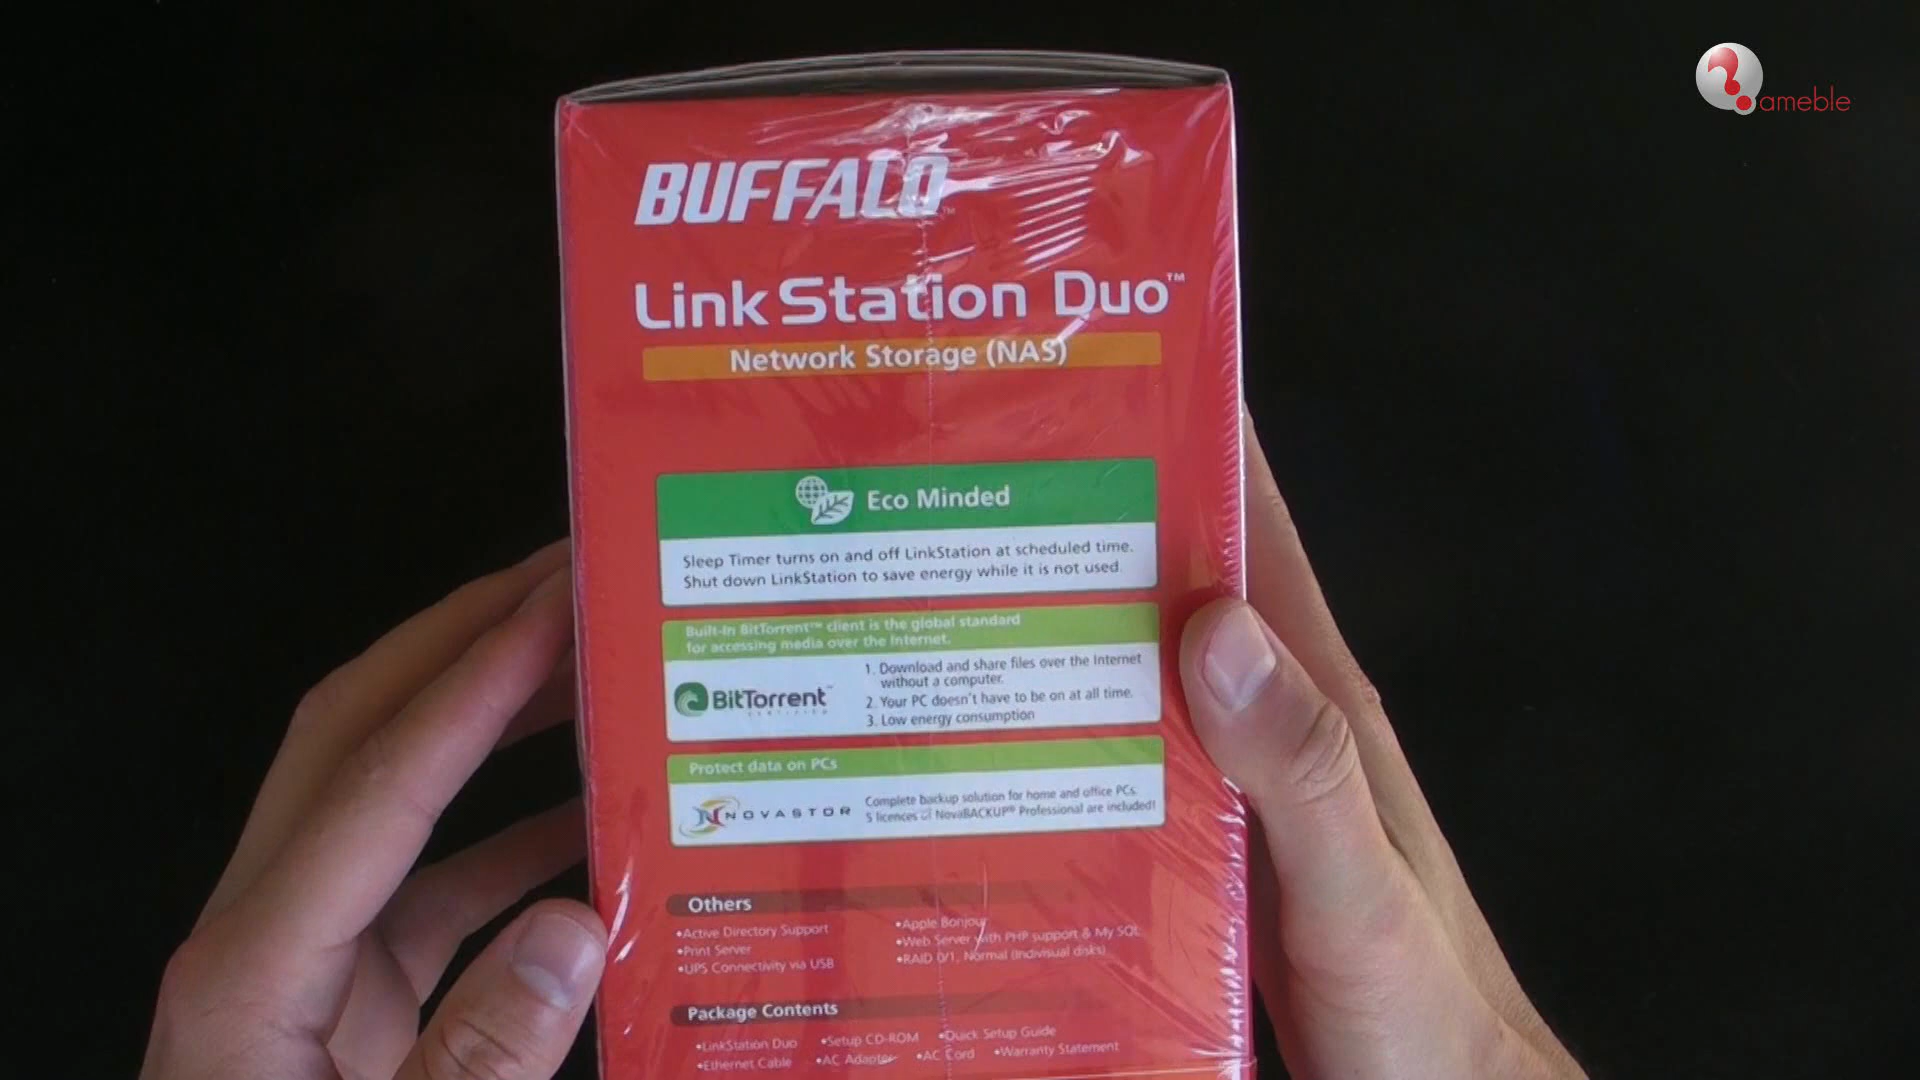 ameble
BUFFALO™
LinkStation Duo™
Network Storage (NAS)
Eco Minded
Sleep Timer turns on and off LinkStation at scheduled time.
Shut down LinkStation to save energy while it is not used.
Built-in BitTorrent™ client is the global standard
for accessing media over the Internet.
BitTorrent™
CERTIFIED
1. Download and share files over the Internet
without a computer.
2. Your PC doesn't have to be on at all time.
3. Low energy consumption
Protect data on PCs
NOVASTOR
Complete backup solution for home and office PCs.
5 licences of NovaBACKUP® Professional are included!
Others
•Active Directory Support
•Print Server
•UPS Connectivity via USB
•Apple Bonjour
•Web Server with PHP support & My SQL
•RAID 0/1, Normal (Indivisual disks)
Package Contents
•LinkStation Duo •Setup CD-ROM •Quick Setup Guide
•Ethernet Cable •AC Adapter •AC Cord •Warranty Statement